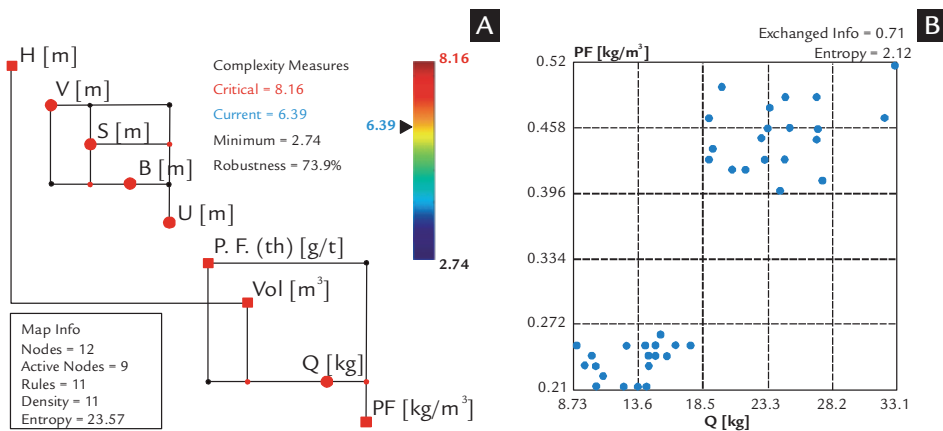 A
H [m]
V [m]
S [m]
B [m]
U [m]
Complexity Measures
Critical = 8.16
Current = 6.39
Minimum = 2.74
Robustness = 73.9%
8.16
6.39
2.74
P. F. (th) [g/t]
Vol [m³]
Q [kg]
PF [kg/m³]
Map Info
Nodes = 12
Active Nodes = 9
Rules = 11
Density = 11
Entropy = 23.57
B
Exchanged Info = 0.71
Entropy = 2.12
PF [kg/m³]
0.52
0.458
0.396
0.334
0.272
0.21
8.73 13.6 18.5 23.3 28.2 33.1
Q [kg]